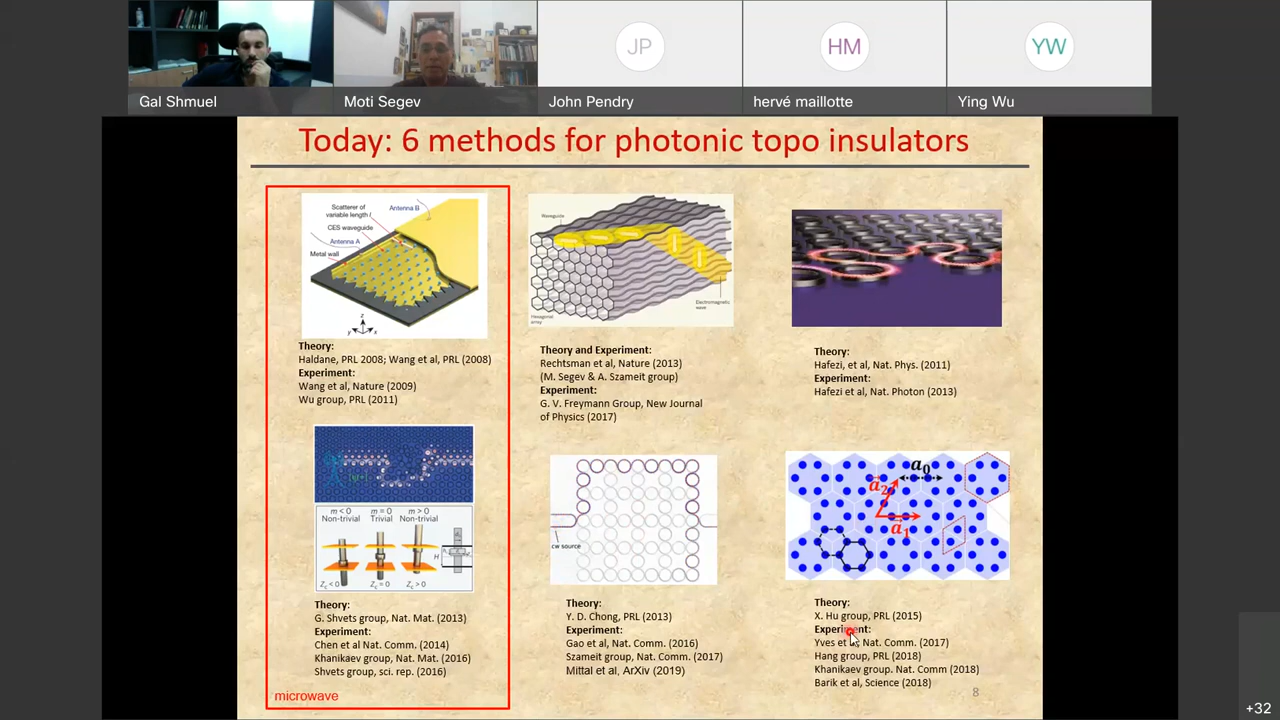 JP
HM
YW
Gal Shmuel
Moti Segev
John Pendry
hervé maillotte
Ying Wu
Today: 6 methods for photonic topo insulators
Scatterer of
variable length l
Antenna B
CES waveguide
Antenna A
Metal wall
z
y
x
Theory:
Haldane, PRL 2008; Wang et al, PRL (2008)
Experiment:
Wang et al, Nature (2009)
Wu group, PRL (2011)
Waveguide
Hexagonal
array
Electromagnetic
wave
Theory and Experiment:
Rechtsman et al, Nature (2013)
(M. Segev & A. Szameit group)
Experiment:
G. V. Freymann Group, New Journal
of Physics (2017)
Theory:
Hafezi, et al, Nat. Phys. (2011)
Experiment:
Hafezi et al, Nat. Photon (2013)
m < 0
m = 0
m > 0
Non-trivial
Trivial
Non-trivial
H
Zc < 0
Zc = 0
Zc > 0
Theory:
G. Shvets group, Nat. Mat. (2013)
Experiment:
Chen et al Nat. Comm. (2014)
Khanikaev group, Nat. Mat (2016)
Shvets group, sci. rep. (2016)
microwave
cw source
Theory:
Y. D. Chong, PRL (2013)
Experiment:
Gao et al, Nat. Comm (2016)
Szameit group, Nat. Comm. (2017)
Mittal et al, ArXiv (2019)
a0
a2
a1
Theory:
X. Hu group, PRL (2015)
Experiment:
Yves et al, Nat. Comm. (2017)
Hang group, PRL (2018)
Khanikaev group. Nat. Comm (2018)
Barik et al, Science (2018)
8
+32